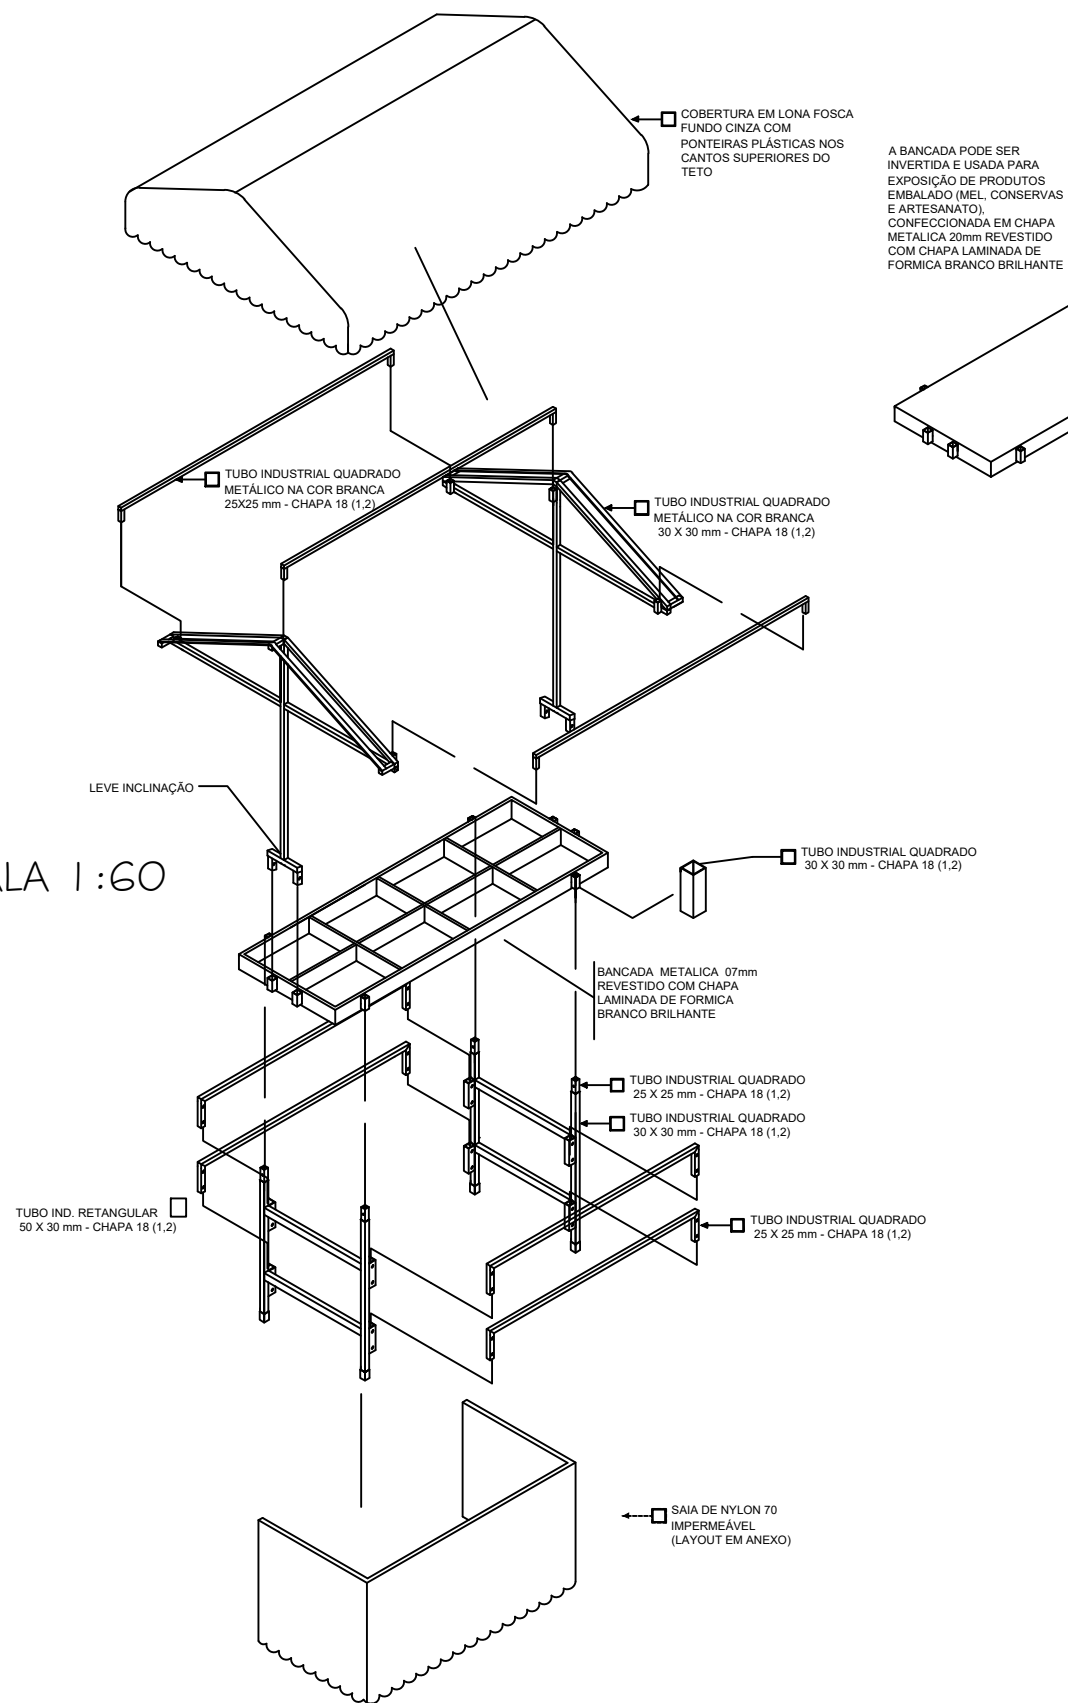 COBERTURA EM LONA FOSCA
FUNDO CINZA COM
PONTEIRAS PLÁSTICAS NOS
CANTOS SUPERIORES DO
TETO
A BANCADA PODE SER
INVERTIDA E USADA PARA
EXPOSIÇÃO DE PRODUTOS
EMBALADO (MEL, CONSERVAS
E ARTESANATO),
CONFECCIONADA EM CHAPA
METALICA 20mm REVESTIDO
COM CHAPA LAMINADA DE
FORMICA BRANCO BRILHANTE
TUBO INDUSTRIAL QUADRADO
METÁLICO NA COR BRANCA
25X25 mm - CHAPA 18 (1,2)
TUBO INDUSTRIAL QUADRADO
METÁLICO NA COR BRANCA
30 X 30 mm - CHAPA 18 (1,2)
LEVE INCLINAÇÃO
LA 1:60
TUBO INDUSTRIAL QUADRADO
30 X 30 mm - CHAPA 18 (1,2)
BANCADA METALICA 07mm
REVESTIDO COM CHAPA
LAMINADA DE FORMICA
BRANCO BRILHANTE
TUBO INDUSTRIAL QUADRADO
25 X 25 mm - CHAPA 18 (1,2)
TUBO INDUSTRIAL QUADRADO
30 X 30 mm - CHAPA 18 (1,2)
TUBO IND. RETANGULAR
50 X 30 mm - CHAPA 18 (1,2)
TUBO INDUSTRIAL QUADRADO
25 X 25 mm - CHAPA 18 (1,2)
SAIA DE NYLON 70
IMPERMEÁVEL
(LAYOUT EM ANEXO)